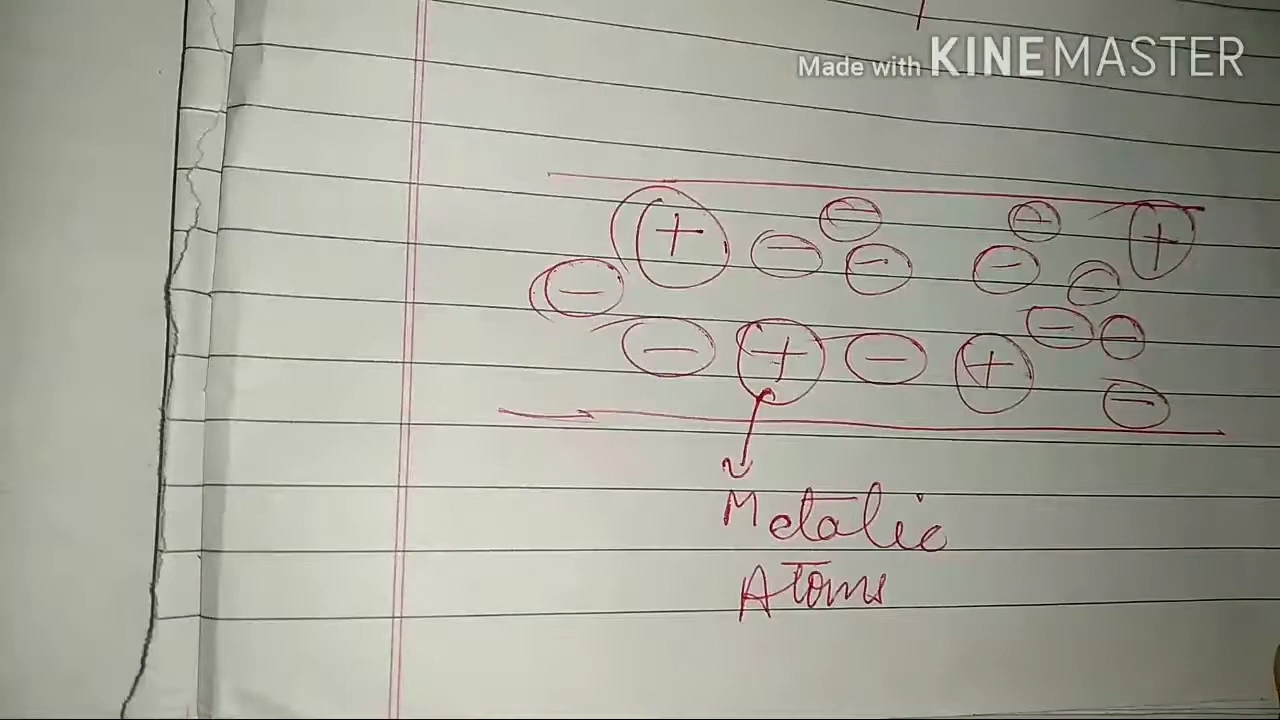 Made with KINEMASTER
+ − − − − − +
− − −
− + − + − −
−
Metalic
Atoms